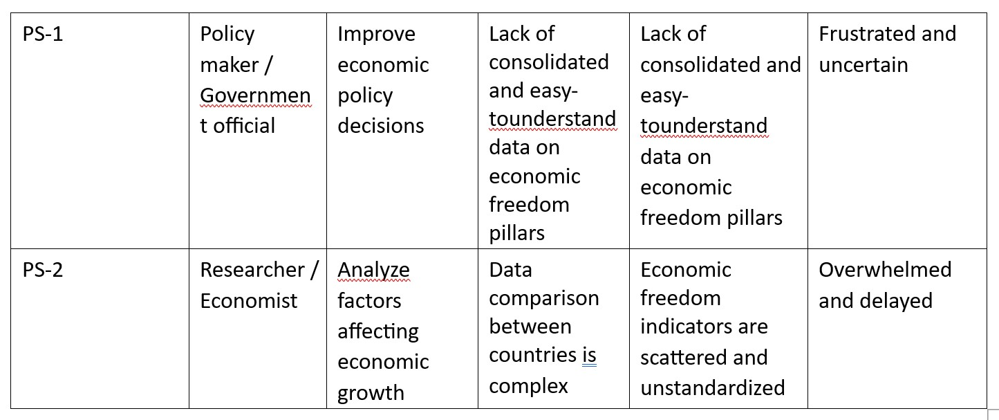 PS-1
Policy
maker /
Governmen
t official
Improve
economic
policy
decisions
Lack of
consolidated
and easy-
tounderstand
data on
economic
freedom
pillars
Lack of
consolidated and
easy-
tounderstand
data on
economic
freedom pillars
Frustrated and
uncertain
PS-2
Researcher /
Economist
Analyze
factors
affecting
economic
growth
Data
comparison
between
countries is
complex
Economic
freedom
indicators are
scattered and
unstandardized
Overwhelmed
and delayed